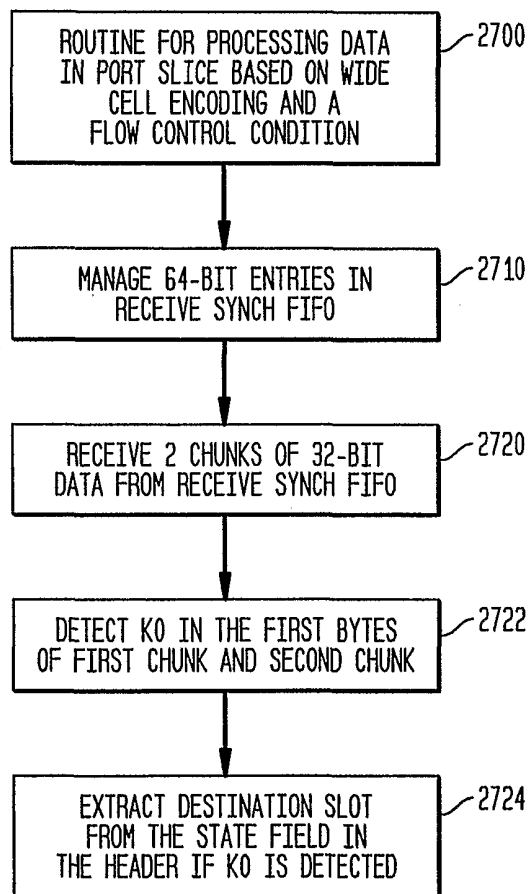 ROUTINE FOR PROCESSING DATA
IN PORT SLICE BASED ON WIDE
CELL ENCODING AND A
FLOW CONTROL CONDITION
2700
MANAGE 64-BIT ENTRIES IN
RECEIVE SYNCH FIFO
2710
RECEIVE 2 CHUNKS OF 32-BIT
DATA FROM RECEIVE SYNCH FIFO
2720
DETECT K0 IN THE FIRST BYTES
OF FIRST CHUNK AND SECOND CHUNK
2722
EXTRACT DESTINATION SLOT
FROM THE STATE FIELD IN
THE HEADER IF K0 IS DETECTED
2724